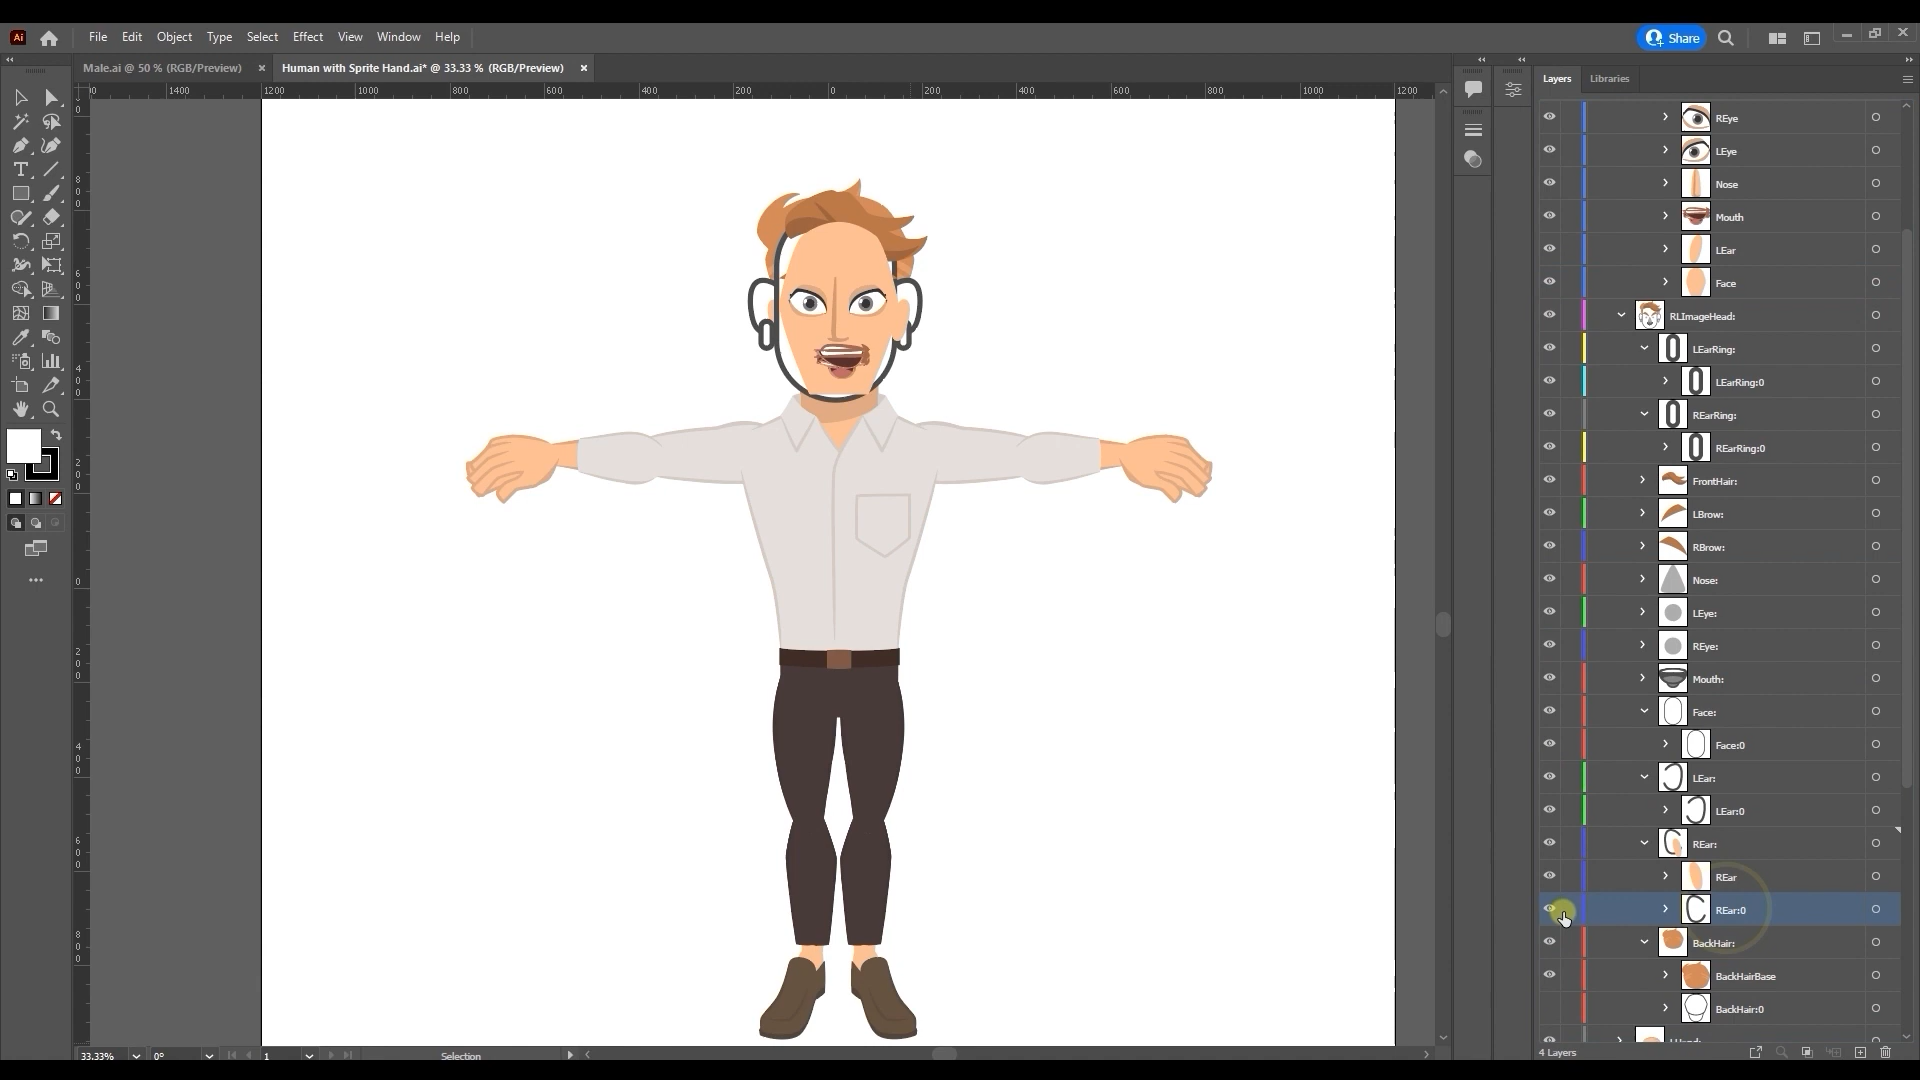 Ai File Edit Object Type Select Effect View Window Help Share
Male.ai @ 50 % (RGB/Preview) × Human with Sprite Hand.ai* @ 33.33 % (RGB/Preview) ×
Layers Libraries
1400 1200 1000 800 600 400 200 0 200 400 600 800 1000 1200
REye
LEye
Nose
Mouth
LEar
Face
RLImageHead:
LEarRing:
LEarRing:0
REarRing:
REarRing:0
FrontHair:
LBrow:
RBrow:
Nose:
LEye:
REye:
Mouth:
Face:
Face:0
LEar:
LEar:0
REar:
REar
REar:0
BackHair:
BackHairBase
BackHair:0
33.33% 0° 1 Selection
4 Layers